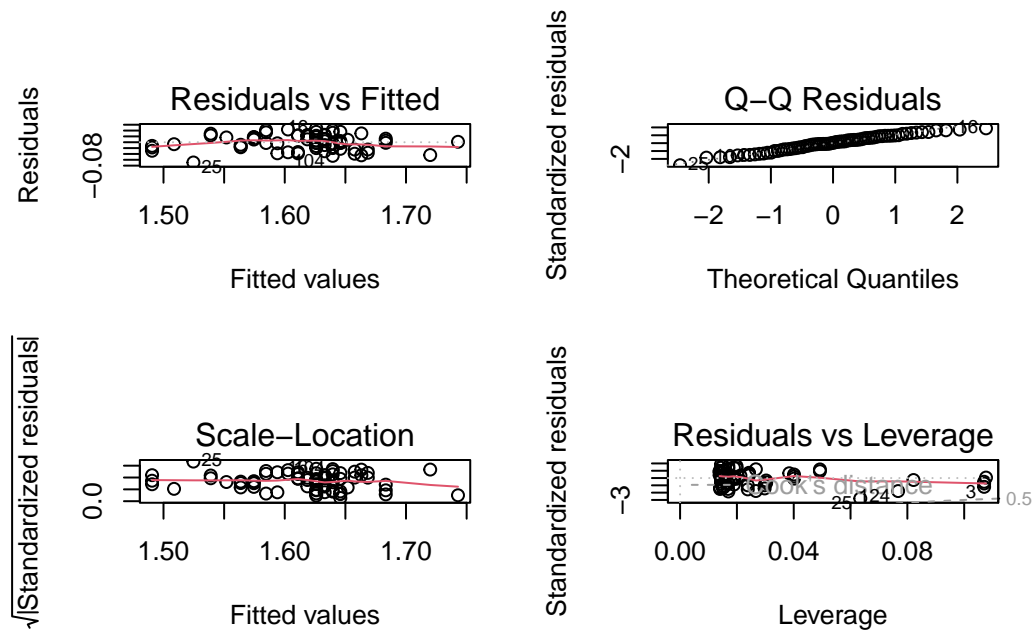 Residuals vs Fitted
Residuals
−0.08
16
104
25
1.50 1.60 1.70
Fitted values
Q−Q Residuals
Standardized residuals
−2
16
25
−2 −1 0 1 2
Theoretical Quantiles
Scale−Location
√|Standardized residuals|
0.0
25
1.50 1.60 1.70
Fitted values
Residuals vs Leverage
Standardized residuals
−3
Cook's distance
25
124
3
0.5
0.00 0.04 0.08
Leverage